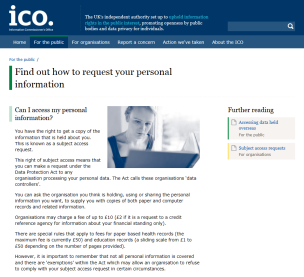 ico.
Information Commissioner's Office
The UK's independent authority set up to uphold information
rights in the public interest, promoting openness by public
bodies and data privacy for individuals.
Home
For the public
For organisations
Report a concern
Action we've taken
About the ICO
For the public /
Find out how to request your personal
information
Can I access my personal
information?
You have the right to get a copy of the
information that is held about you.
This is known as a subject access
request.
This right of subject access means that
you can make a request under the
Data Protection Act to any
organisation processing your personal data. The Act calls these organisations 'data
controllers'.
You can ask the organisation you think is holding, using or sharing the personal
information you want, to supply you with copies of both paper and computer
records and related information.
Organisations may charge a fee of up to £10 (£2 if it is a request to a credit
reference agency for information about your financial standing only).
There are special rules that apply to fees for paper based health records (the
maximum fee is currently £50) and education records (a sliding scale from £1 to
£50 depending on the number of pages provided).
However, it is important to remember that not all personal information is covered
and there are 'exemptions' within the Act which may allow an organisation to refuse
to comply with your subject access request in certain circumstances.
Further reading
Accessing data held
overseas
For the public
Subject access requests
For organisations